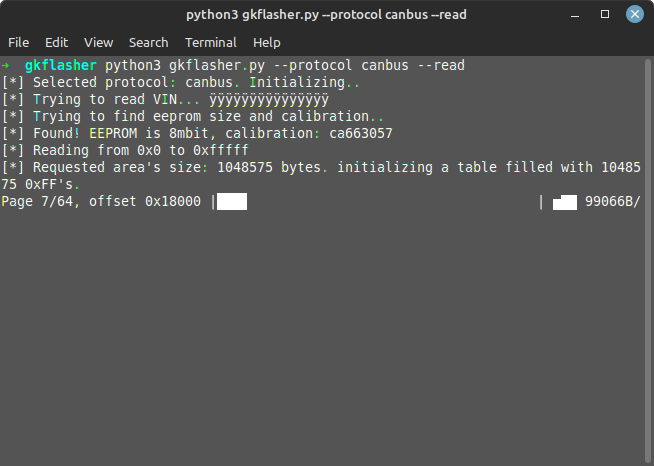 python3 gkflasher.py --protocol canbus --read
File Edit View Search Terminal Help
→ gkflasher python3 gkflasher.py --protocol canbus --read
[*] Selected protocol: canbus. Initializing..
[*] Trying to read VIN... ÿÿÿÿÿÿÿÿÿÿÿÿÿÿÿ
[*] Trying to find eeprom size and calibration..
[*] Found! EEPROM is 8mbit, calibration: ca663057
[*] Reading from 0x0 to 0xfffff
[*] Requested area's size: 1048575 bytes. initializing a table filled with 10485
75 0xFF's.
Page 7/64, offset 0x18000 |████ | ▄▆█ 99066B/